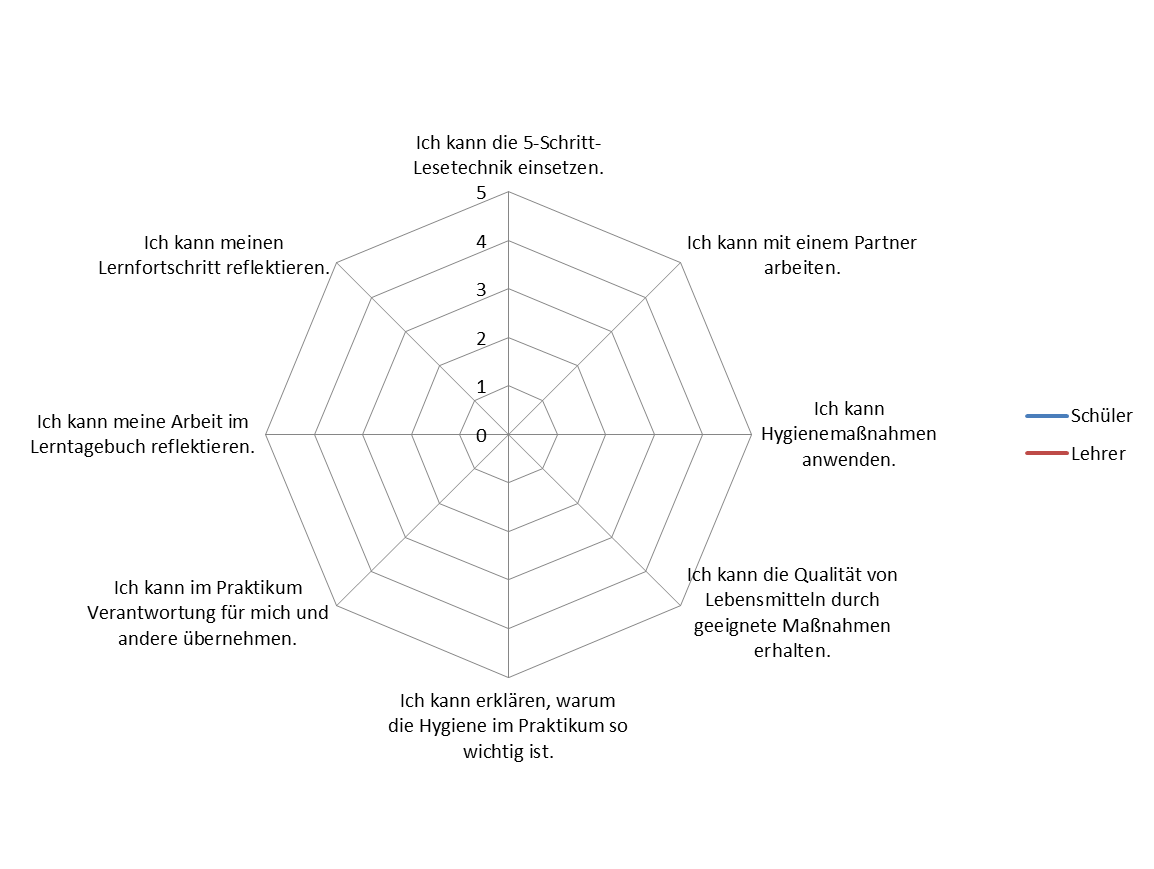 Ich kann die 5-Schritt-
Lesetechnik einsetzen.
5
4
3
2
1
0
Ich kann mit einem Partner
arbeiten.
Ich kann
Hygienemaßnahmen
anwenden.
Ich kann die Qualität von
Lebensmitteln durch
geeignete Maßnahmen
erhalten.
Ich kann erklären, warum
die Hygiene im Praktikum so
wichtig ist.
Ich kann im Praktikum
Verantwortung für mich und
andere übernehmen.
Ich kann meine Arbeit im
Lerntagebuch reflektieren.
Ich kann meinen
Lernfortschritt reflektieren.
Schüler
Lehrer